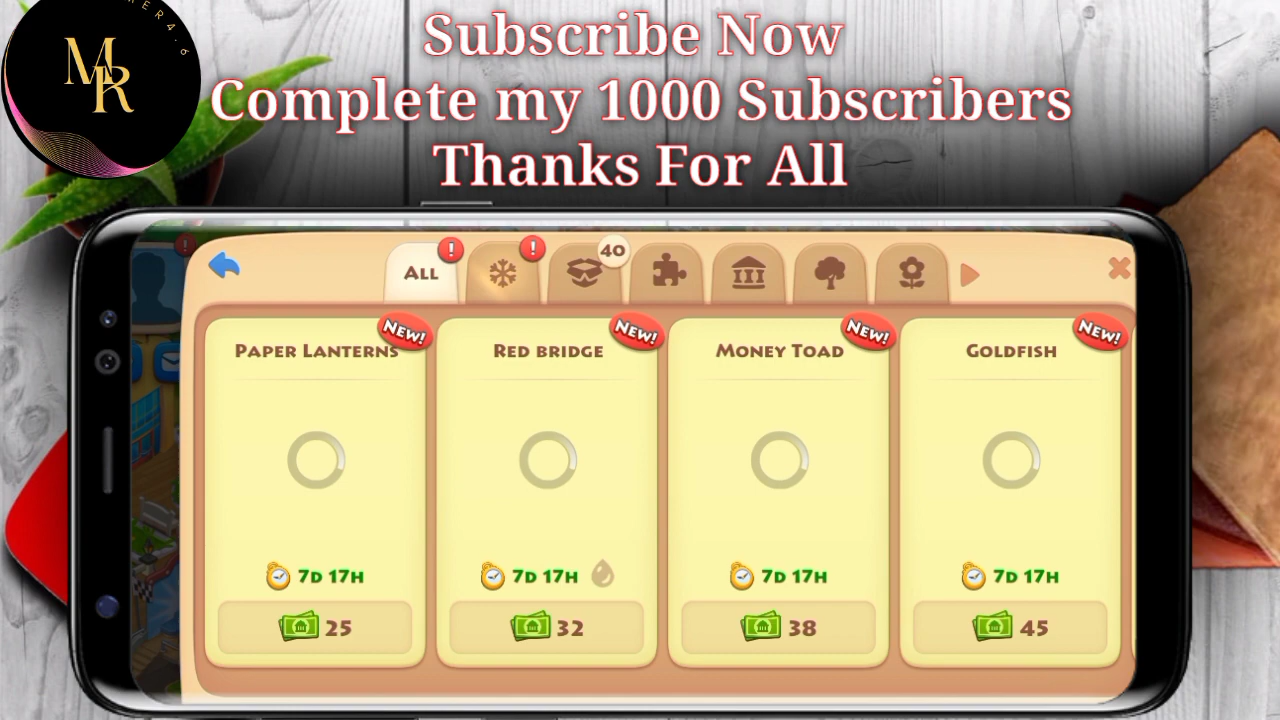 Subscribe Now
Complete my 1000 Subscribers
Thanks For All
MR
ALL
!
!
40
PAPER LANTERNS
NEW!
RED BRIDGE
NEW!
MONEY TOAD
NEW!
GOLDFISH
NEW!
7D 17H
7D 17H
7D 17H
7D 17H
25
32
38
45